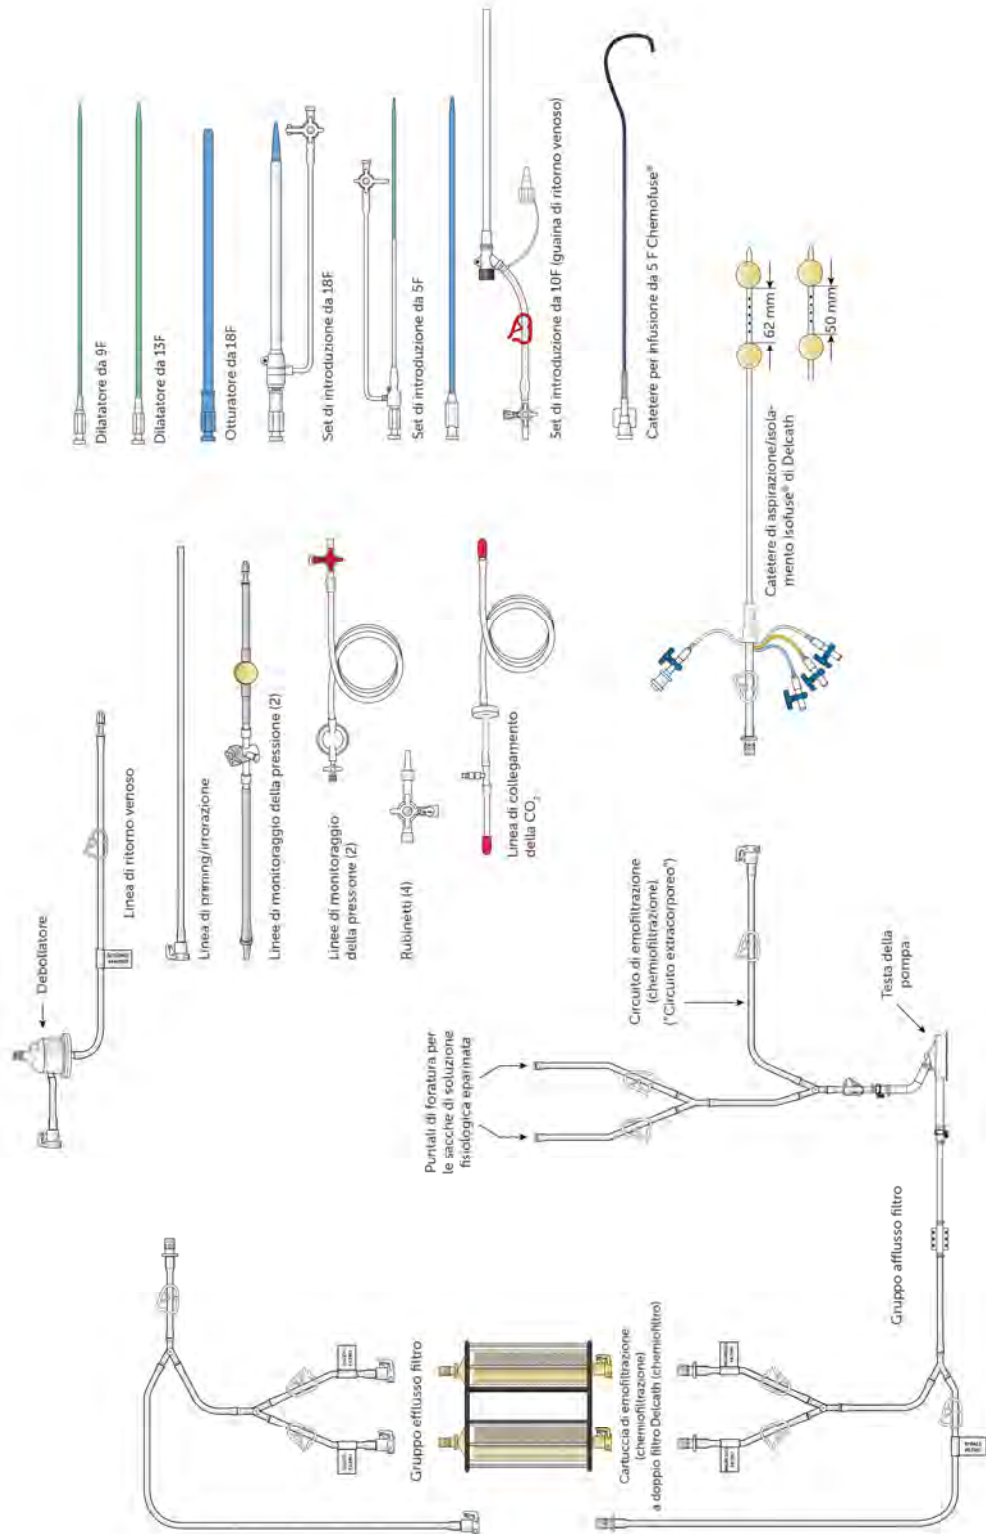 Debollatore
Linea di ritorno venoso
Linea di priming/irrorazione
Linee di monitoraggio della pressione (2)
Linee di monitoraggio
della pressione (2)
Rubinetti (4)
Linea di collegamento
della CO₂
Dilatatore da 9F
Dilatatore da 13F
Otturatore da 18F
Set di introduzione da 18F
Set di introduzione da 5F
Set di introduzione da 10F (guaina di ritorno venoso)
Catetere per infusione da 5 F Chemofuse®
Gruppo efflusso filtro
Cartuccia di emofiltrazione
(chemiofiltrazione)
a doppio filtro Delcath (chemiofiltro)
Puntali di foratura per
le sacche di soluzione
fisiologica eparinata
Circuito di emofiltrazione
(chemiofiltrazione)
("Circuito extracorporeo")
Testa della
pompa
Gruppo afflusso filtro
Catetere di aspirazione/isola-
mento Isofuse® di Delcath
62 mm
50 mm